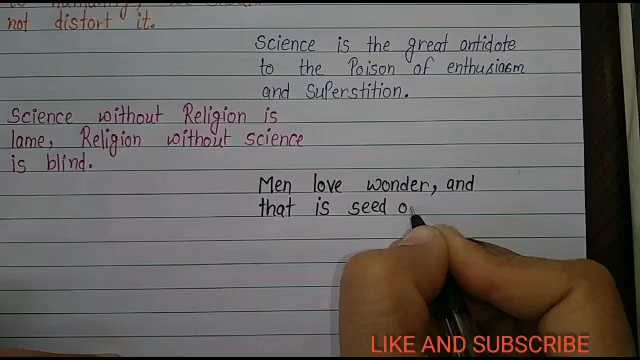 not distort it.
Science is the great antidote
to the Poison of enthusiasm
and Superstition.
Science without Religion is
lame, Religion without science
is blind.
Men love wonder, and
that is seed o
LIKE AND SUBSCRIBE